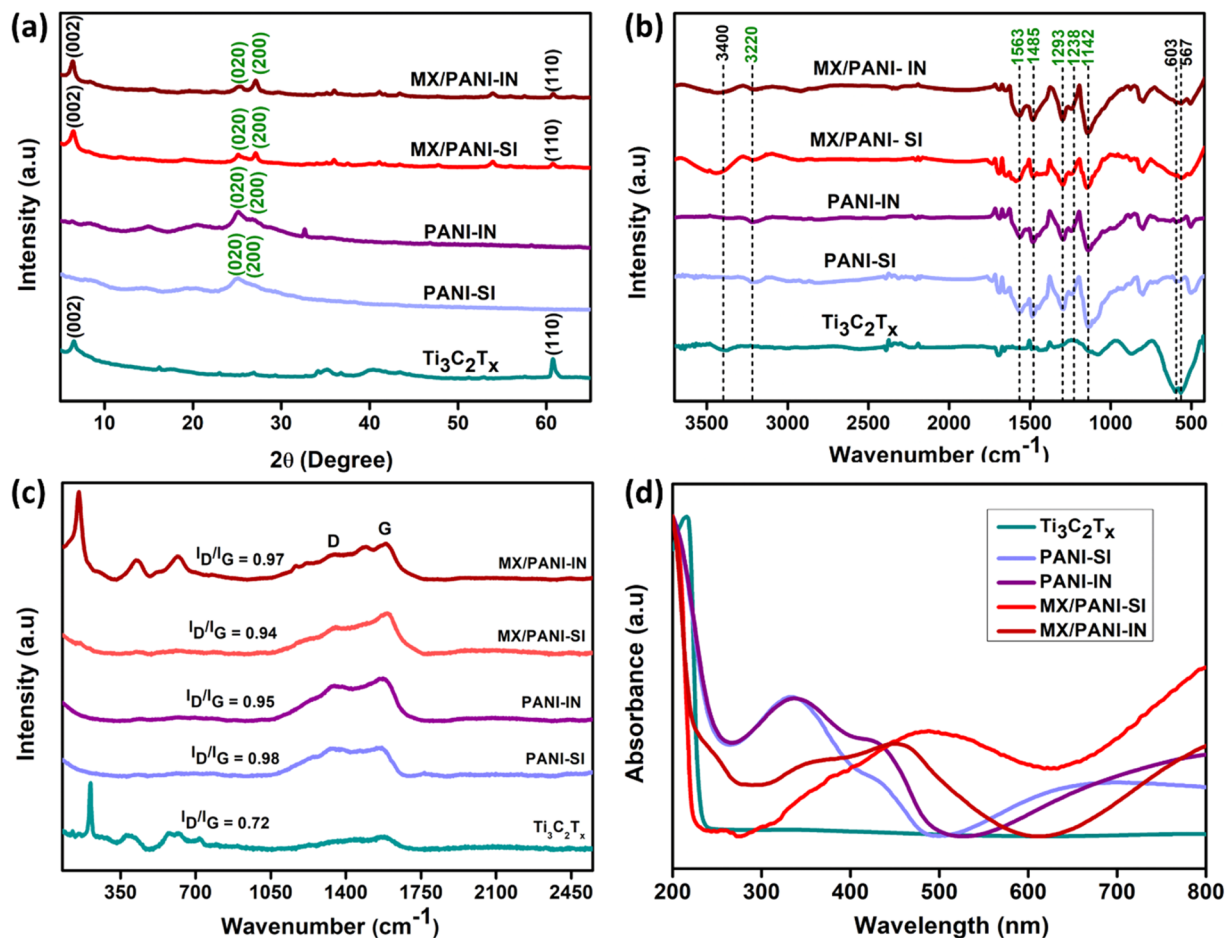 (a)
(002)
(020)
(200)
MX/PANI-IN
(110)
(002)
(020)
(200)
MX/PANI-SI
(110)
(020)
(200)
PANI-IN
(020)
(200)
PANI-SI
(002)
Ti3C2Tx
(110)
Intensity (a.u)
10 20 30 40 50 60
2θ (Degree)
(b)
3400
3220
1563
1485
1293
1238
1142
603
567
MX/PANI- IN
MX/PANI- SI
PANI-IN
PANI-SI
Ti3C2Tx
Intensity (a.u)
3500 3000 2500 2000 1500 1000 500
Wavenumber (cm-1)
(c)
D G
ID/IG = 0.97
MX/PANI-IN
ID/IG = 0.94
MX/PANI-SI
ID/IG = 0.95
PANI-IN
ID/IG = 0.98
PANI-SI
ID/IG = 0.72
Ti3C2Tx
Intensity (a.u)
350 700 1050 1400 1750 2100 2450
Wavenumber (cm-1)
(d)
Ti3C2Tx
PANI-SI
PANI-IN
MX/PANI-SI
MX/PANI-IN
Absorbance (a.u)
200 300 400 500 600 700 800
Wavelength (nm)